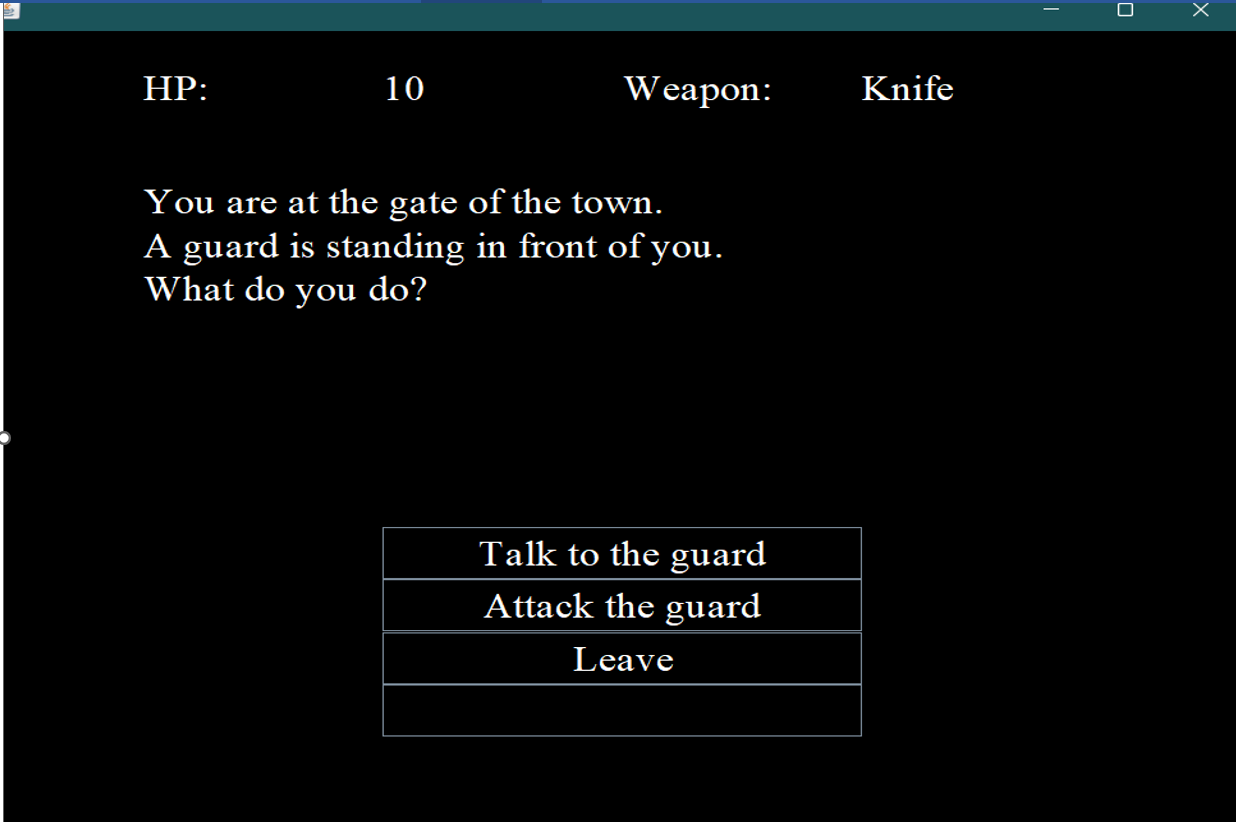 HP: 10 Weapon: Knife
You are at the gate of the town.
A guard is standing in front of you.
What do you do?
Talk to the guard
Attack the guard
Leave